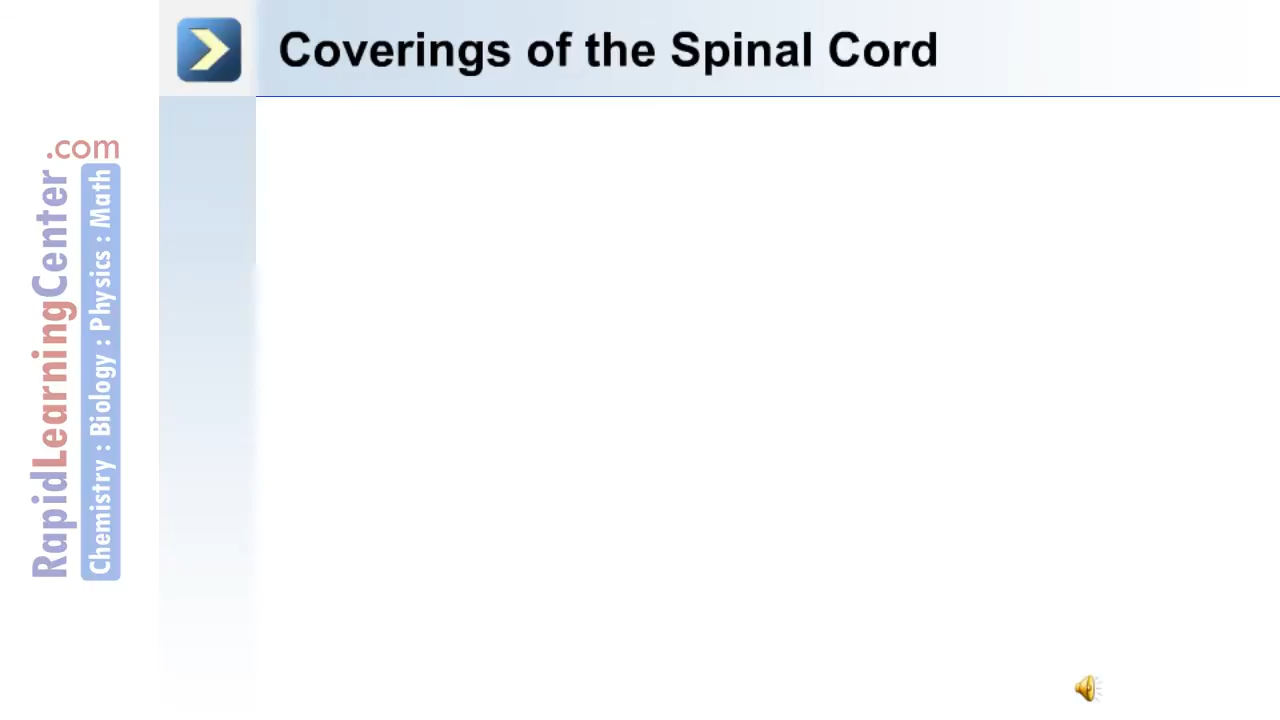 Coverings of the Spinal Cord
RapidLearningCenter.com
Chemistry : Biology : Physics : Math